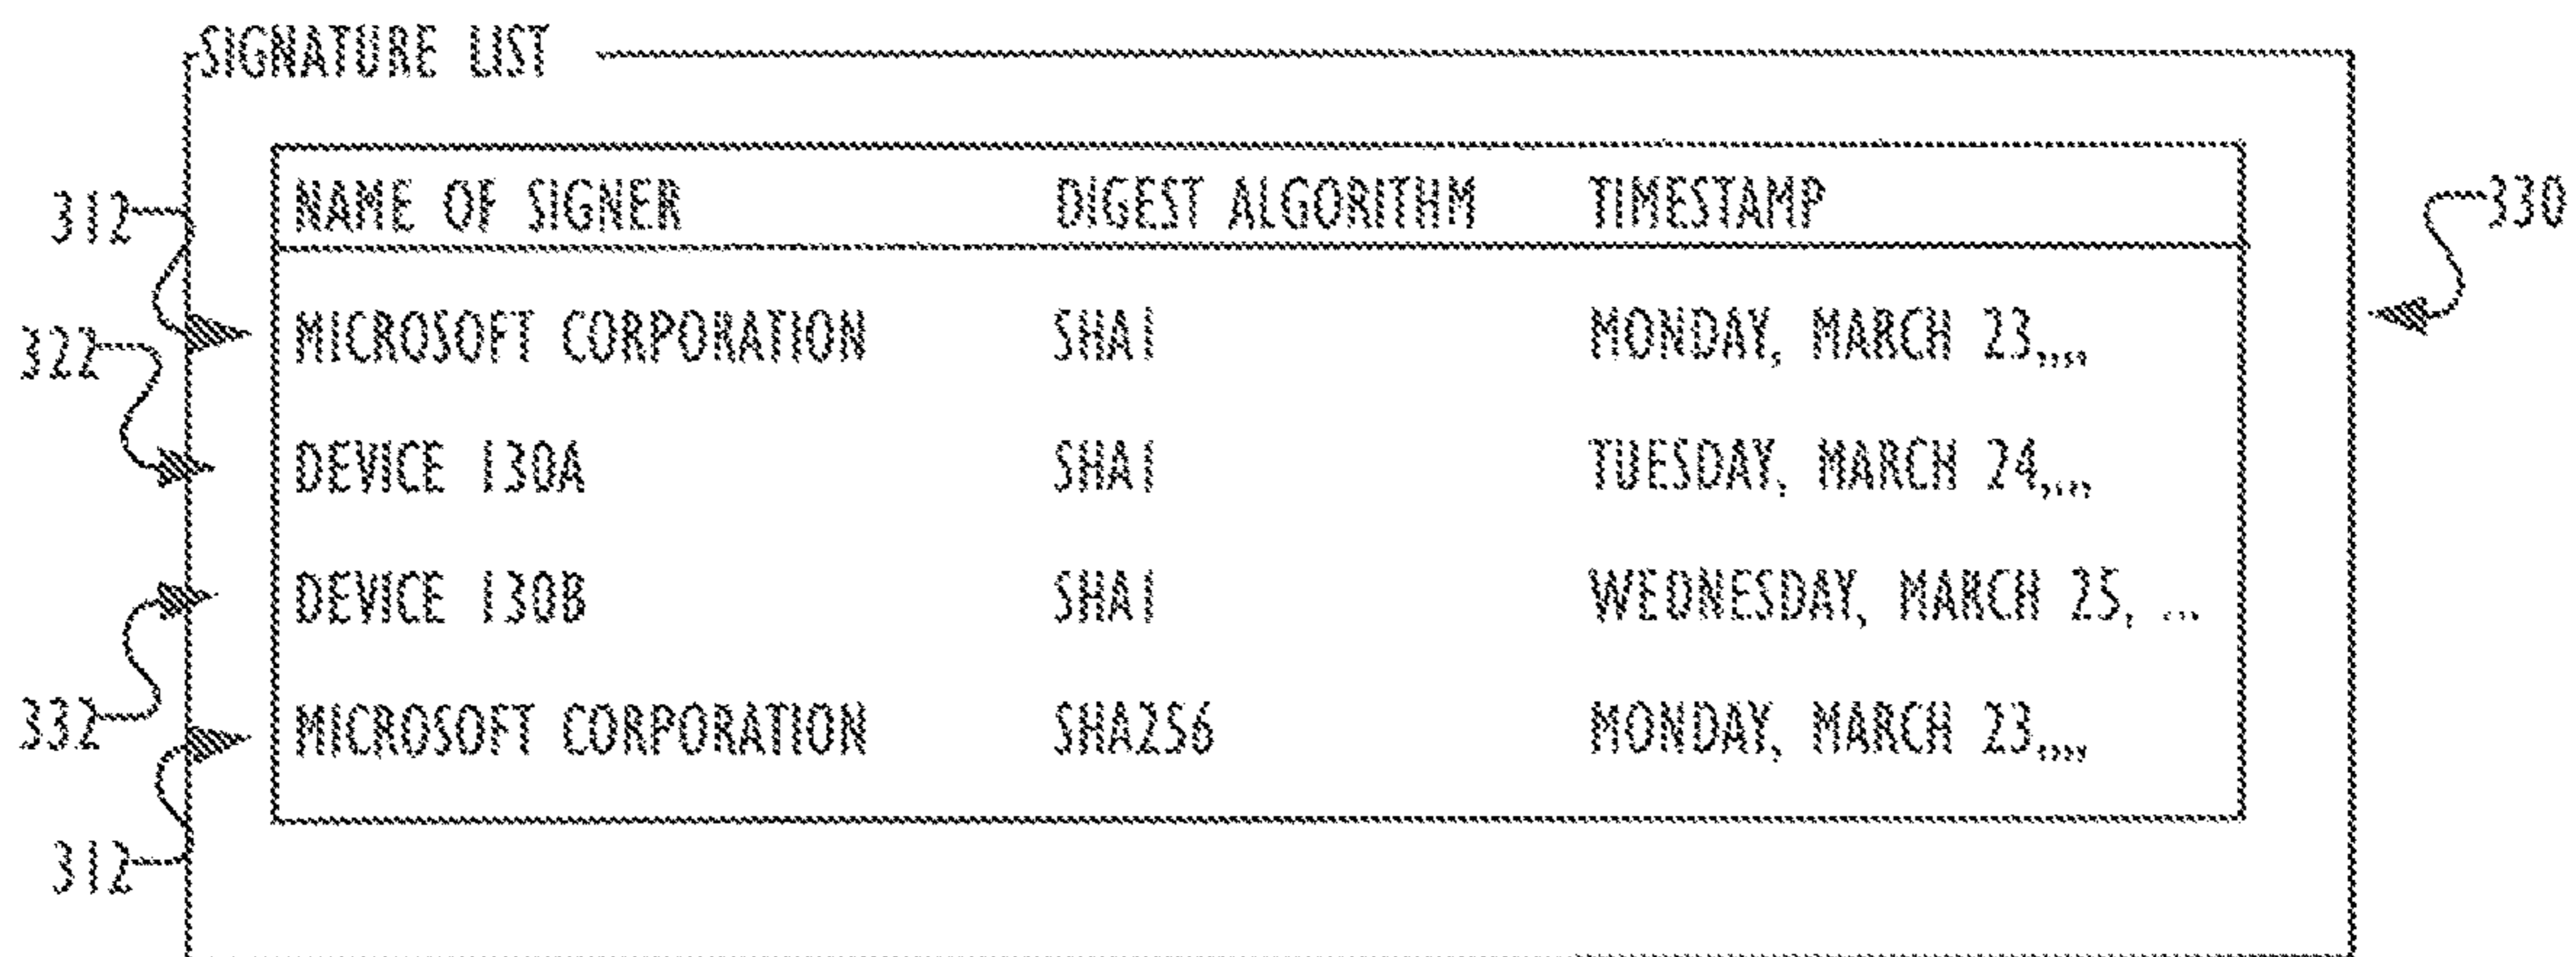 SIGNATURE LIST
312 NAME OF SIGNER DIGEST ALGORITHM TIMESTAMP 330
322 MICROSOFT CORPORATION SHA1 MONDAY, MARCH 23,,,,
DEVICE 130A SHA1 TUESDAY, MARCH 24,...
DEVICE 130B SHA1 WEDNESDAY, MARCH 25, ...
332 MICROSOFT CORPORATION SHA256 MONDAY, MARCH 23,,,,
312